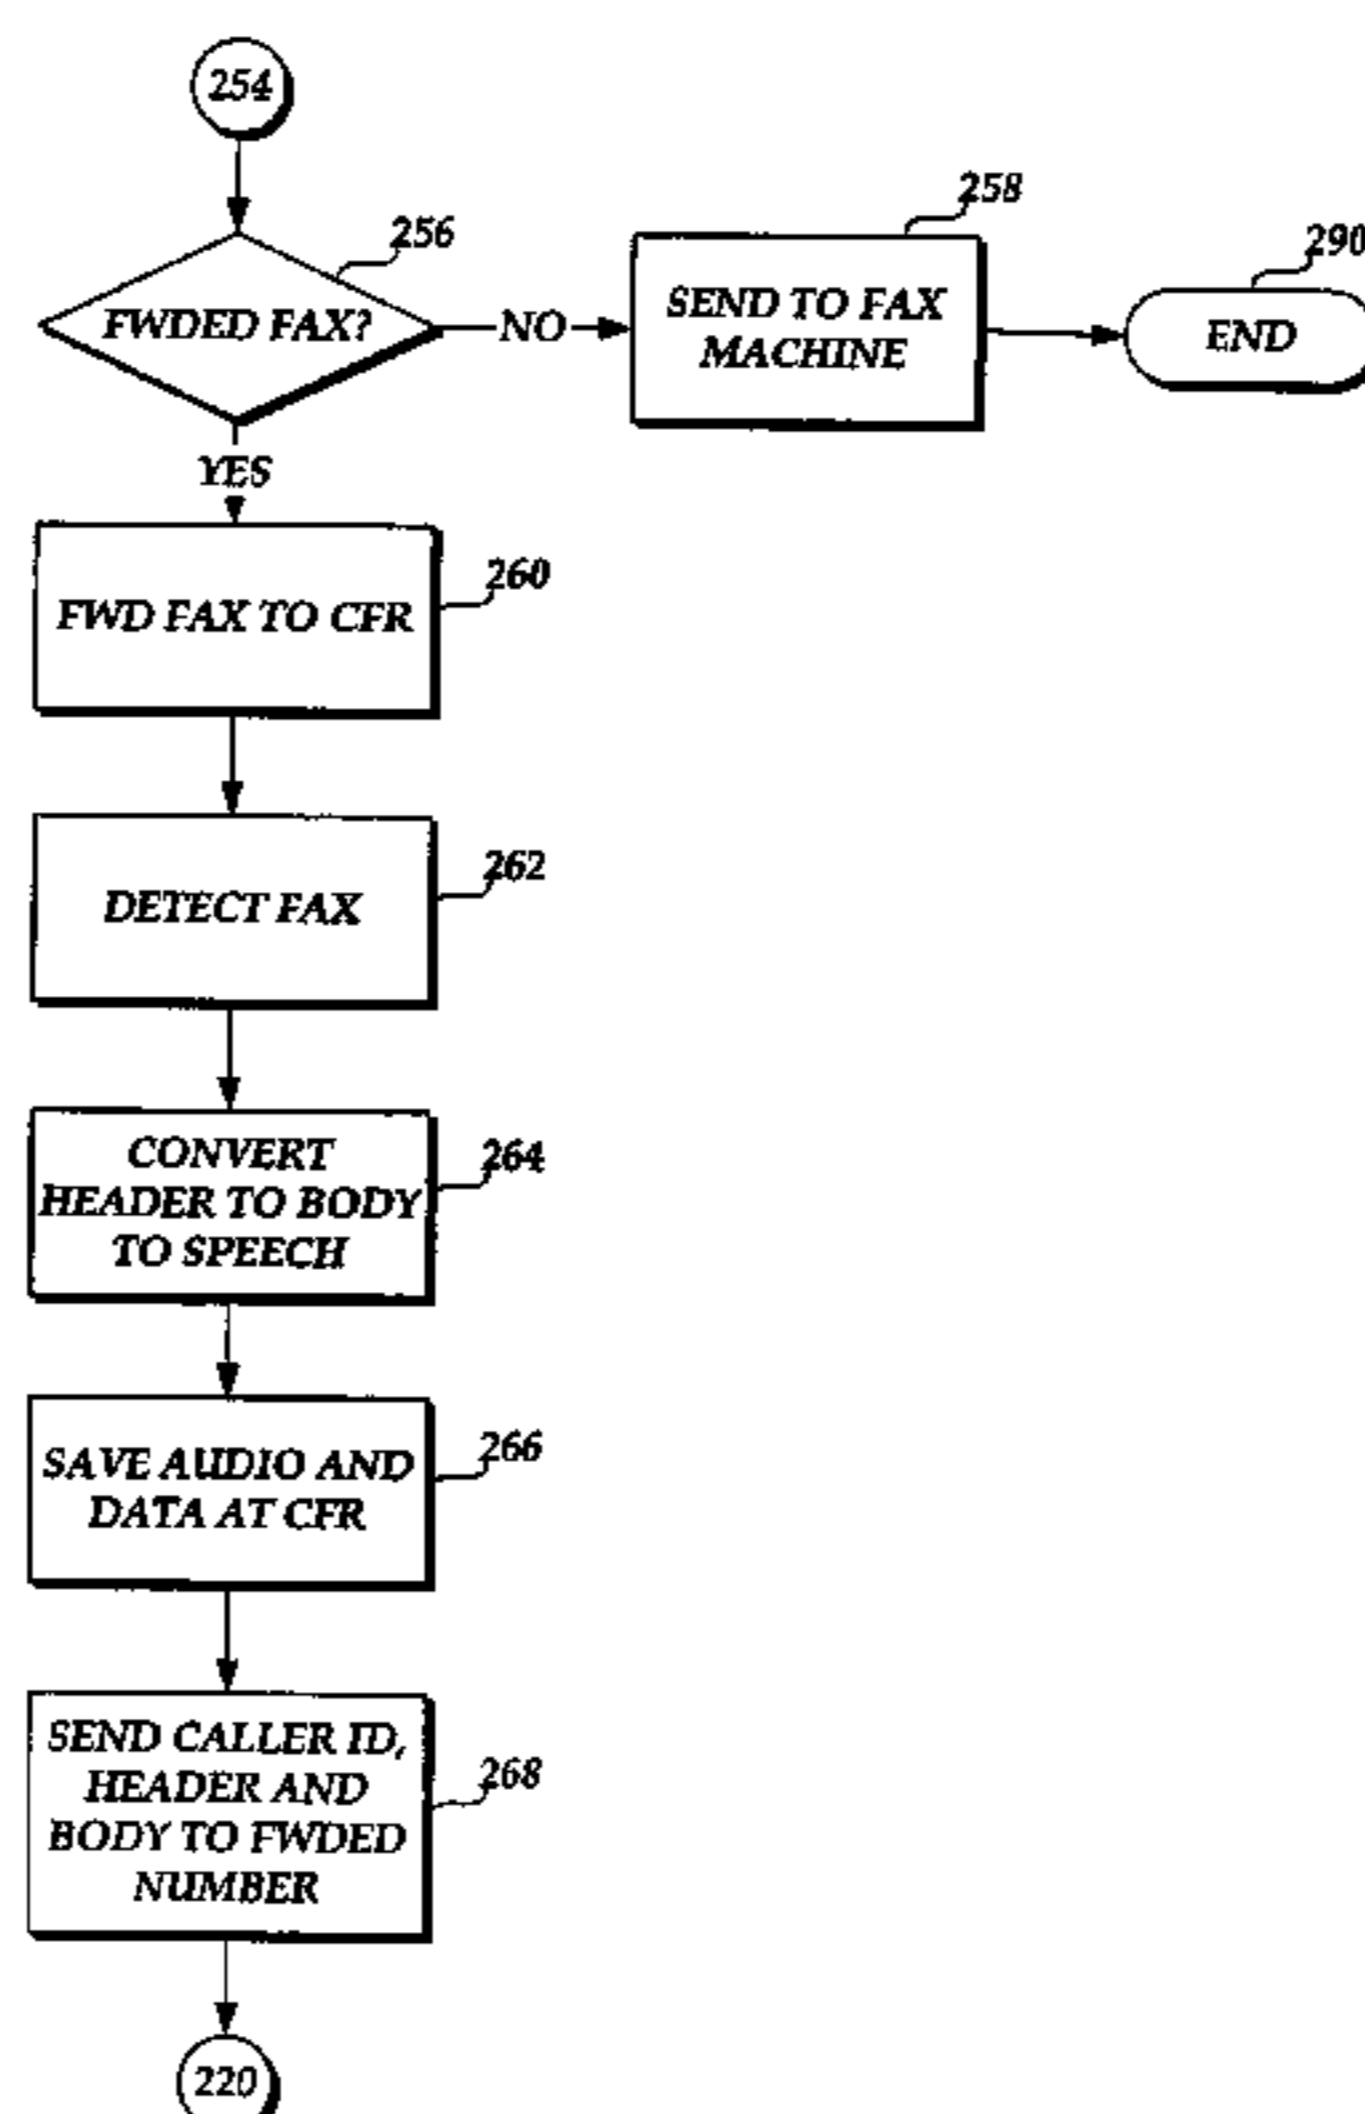 254
256
FWDED FAX?
NO
258
SEND TO FAX
MACHINE
290
END
YES
260
FWD FAX TO CFR
262
DETECT FAX
264
CONVERT
HEADER TO BODY
TO SPEECH
266
SAVE AUDIO AND
DATA AT CFR
268
SEND CALLER ID,
HEADER AND
BODY TO FWDED
NUMBER
220